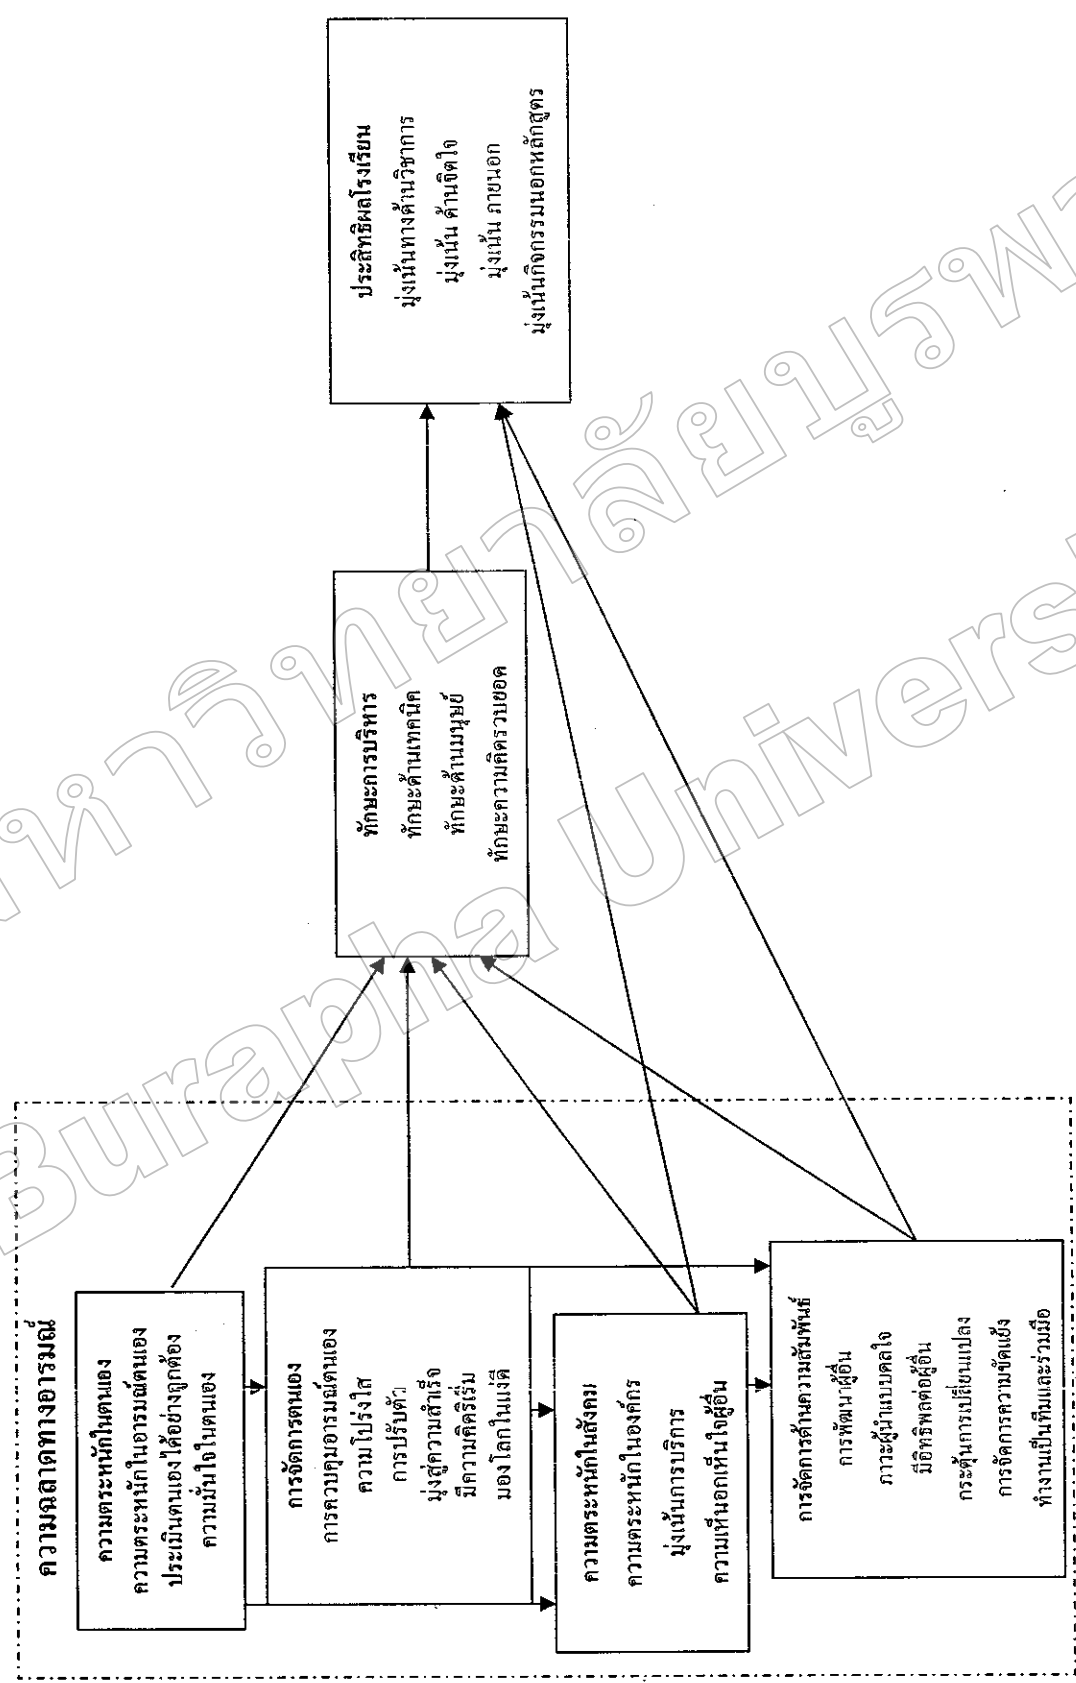 ความฉลาดทางอารมณ์
ความตระหนักในตนเอง
ความตระหนักในอารมณ์ตนเอง
ประเมินตนเองได้อย่างถูกต้อง
ความมั่นใจในตนเอง
การจัดการตนเอง
การควบคุมอารมณ์ตนเอง
ความโปร่งใส
การปรับตัว
มุ่งสู่ความสำเร็จ
มีความคิดริเริ่ม
มองโลกในแง่ดี
ความตระหนักในสังคม
ความตระหนักในองค์กร
มุ่งเน้นการบริการ
ความเห็นอกเห็นใจผู้อื่น
การจัดการด้านความสัมพันธ์
การพัฒนาผู้อื่น
ภาวะผู้นำแบบดลใจ
มีอิทธิพลต่อผู้อื่น
กระตุ้นการเปลี่ยนแปลง
การจัดการความขัดแย้ง
ทำงานเป็นทีมและร่วมมือ
ทักษะการบริหาร
ทักษะด้านเทคนิค
ทักษะด้านมนุษย์
ทักษะความคิดรวบยอด
ประสิทธิผลโรงเรียน
มุ่งเน้นทางด้านวิชาการ
มุ่งเน้น ด้านจิตใจ
มุ่งเน้น ภายนอก
มุ่งเน้นกิจกรรมนอกหลักสูตร
หาวิทยาลัยบูรพา
Burapha Universi